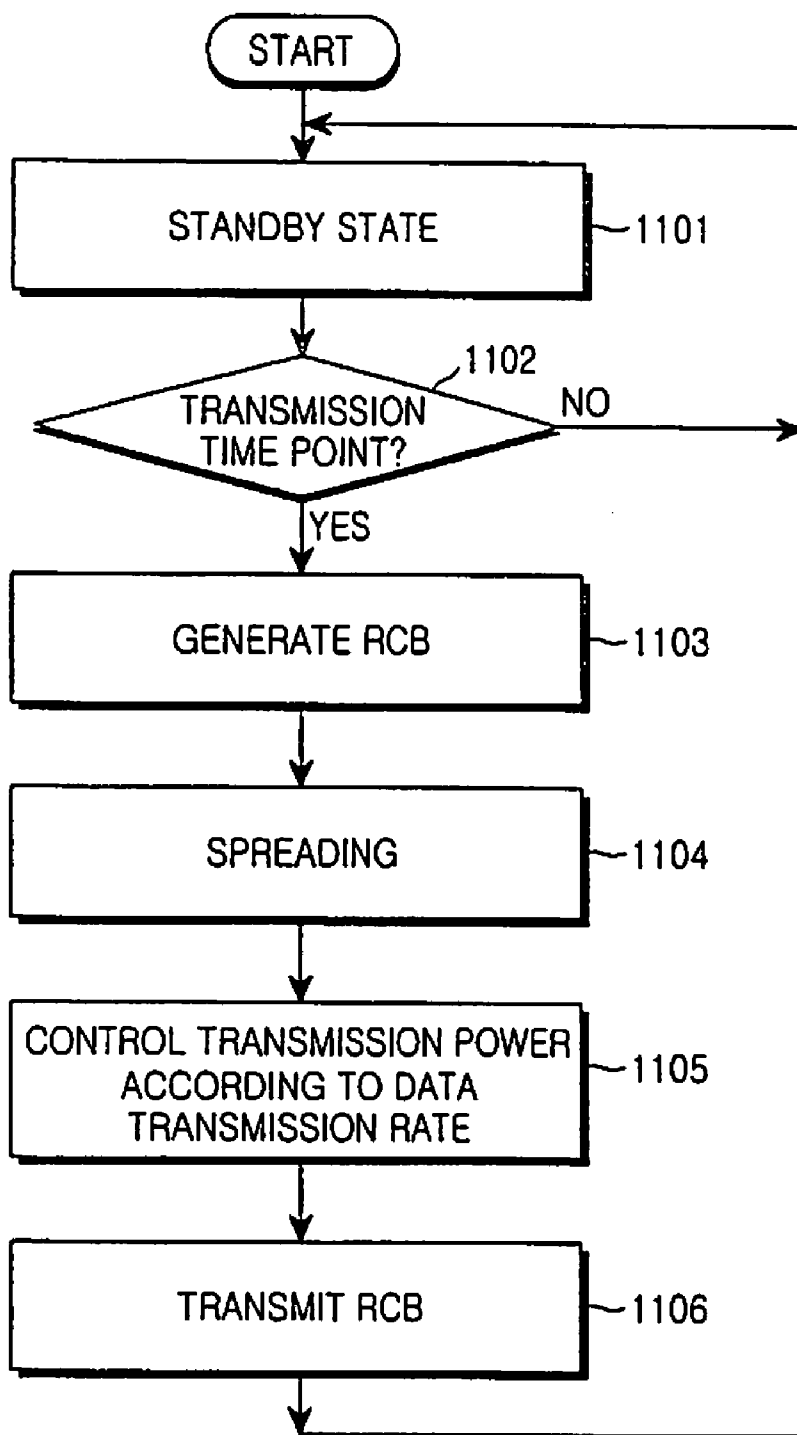 START
STANDBY STATE
1101
1102
TRANSMISSION
TIME POINT?
NO
YES
GENERATE RCB
1103
SPREADING
1104
CONTROL TRANSMISSION POWER
ACCORDING TO DATA
TRANSMISSION RATE
1105
TRANSMIT RCB
1106